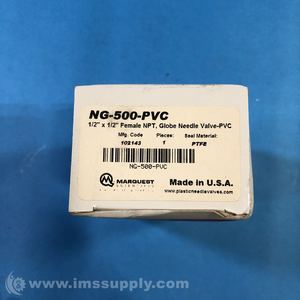 NG-500-PVC
1/2" x 1/2" Female NPT, Globe Needle Valve-PVC
Mfg. Code Pieces: Seal Material:
102143 1 PTFE
NG-500-PVC
MARQUEST
SCIENTIFIC
Made in U.S.A.
www.plasticneedlevalves.com
© www.imssupply.com